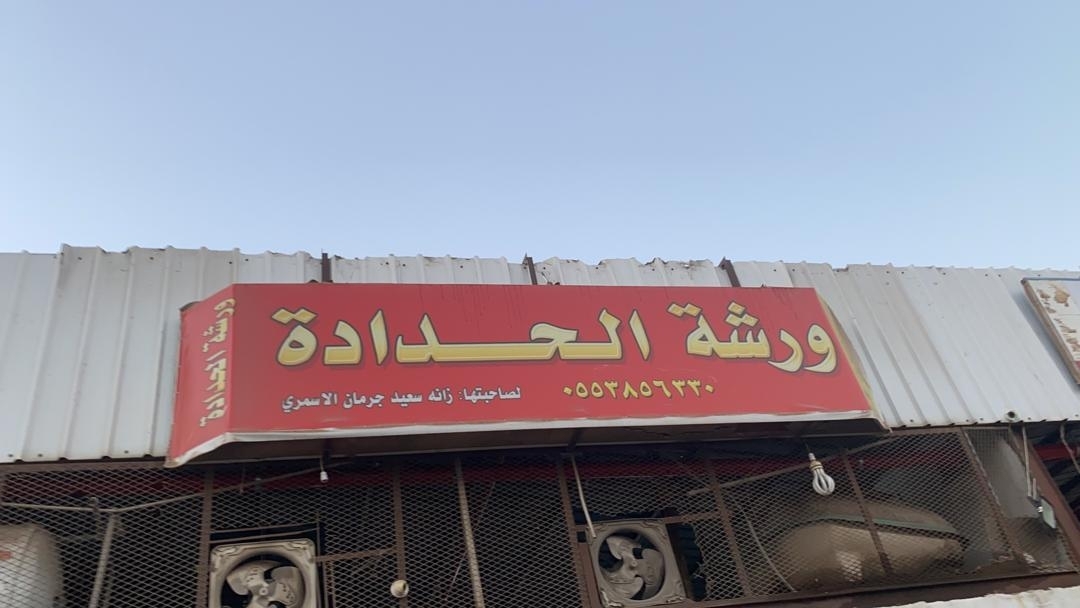 ورشة الحدادة
٠٥٥٣٨٥٦٣٣٠
لصاحبتها: زانه سعيد جرمان الاسمري
ورشة الحدادة